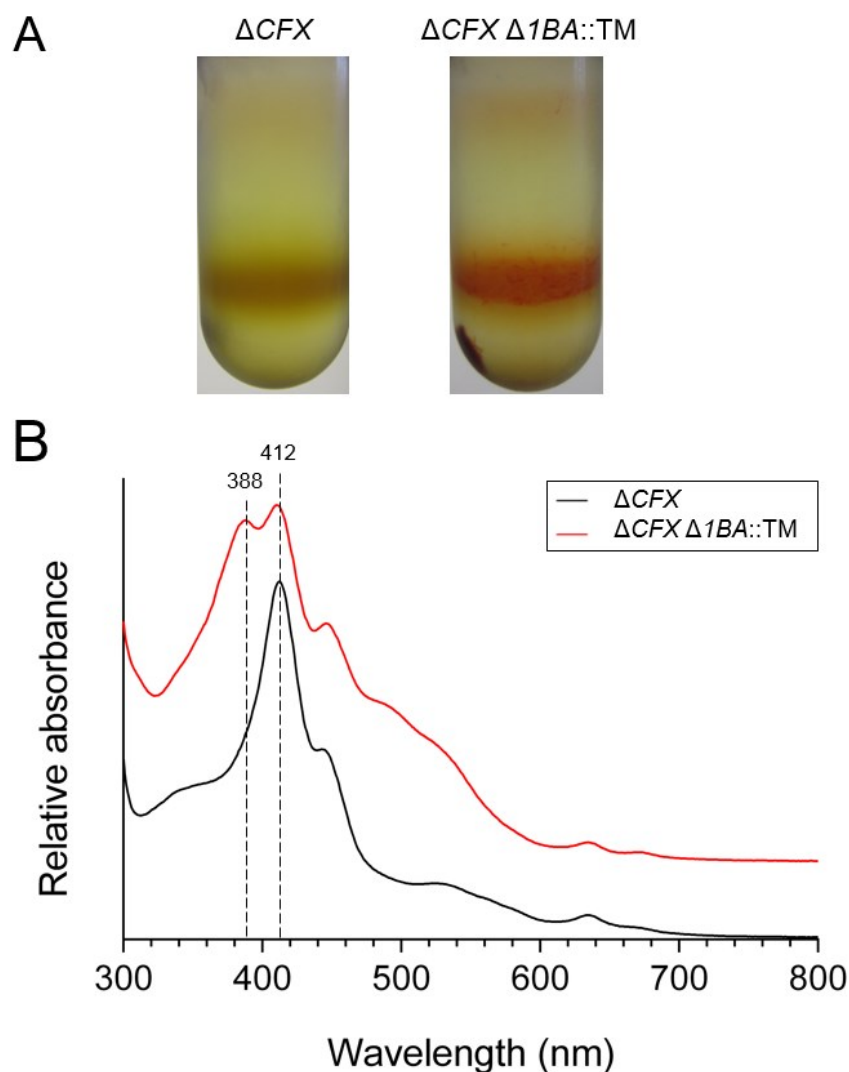 A
ΔCFX
ΔCFX Δ1BA::TM
B
412
388
ΔCFX
ΔCFX Δ1BA::TM
Relative absorbance
300 400 500 600 700 800
Wavelength (nm)